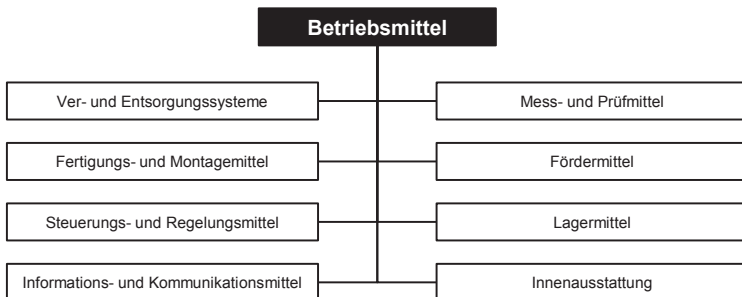 Betriebsmittel
Ver- und Entsorgungssysteme
Mess- und Prüfmittel
Fertigungs- und Montagemittel
Fördermittel
Steuerungs- und Regelungsmittel
Lagermittel
Informations- und Kommunikationsmittel
Innenausstattung